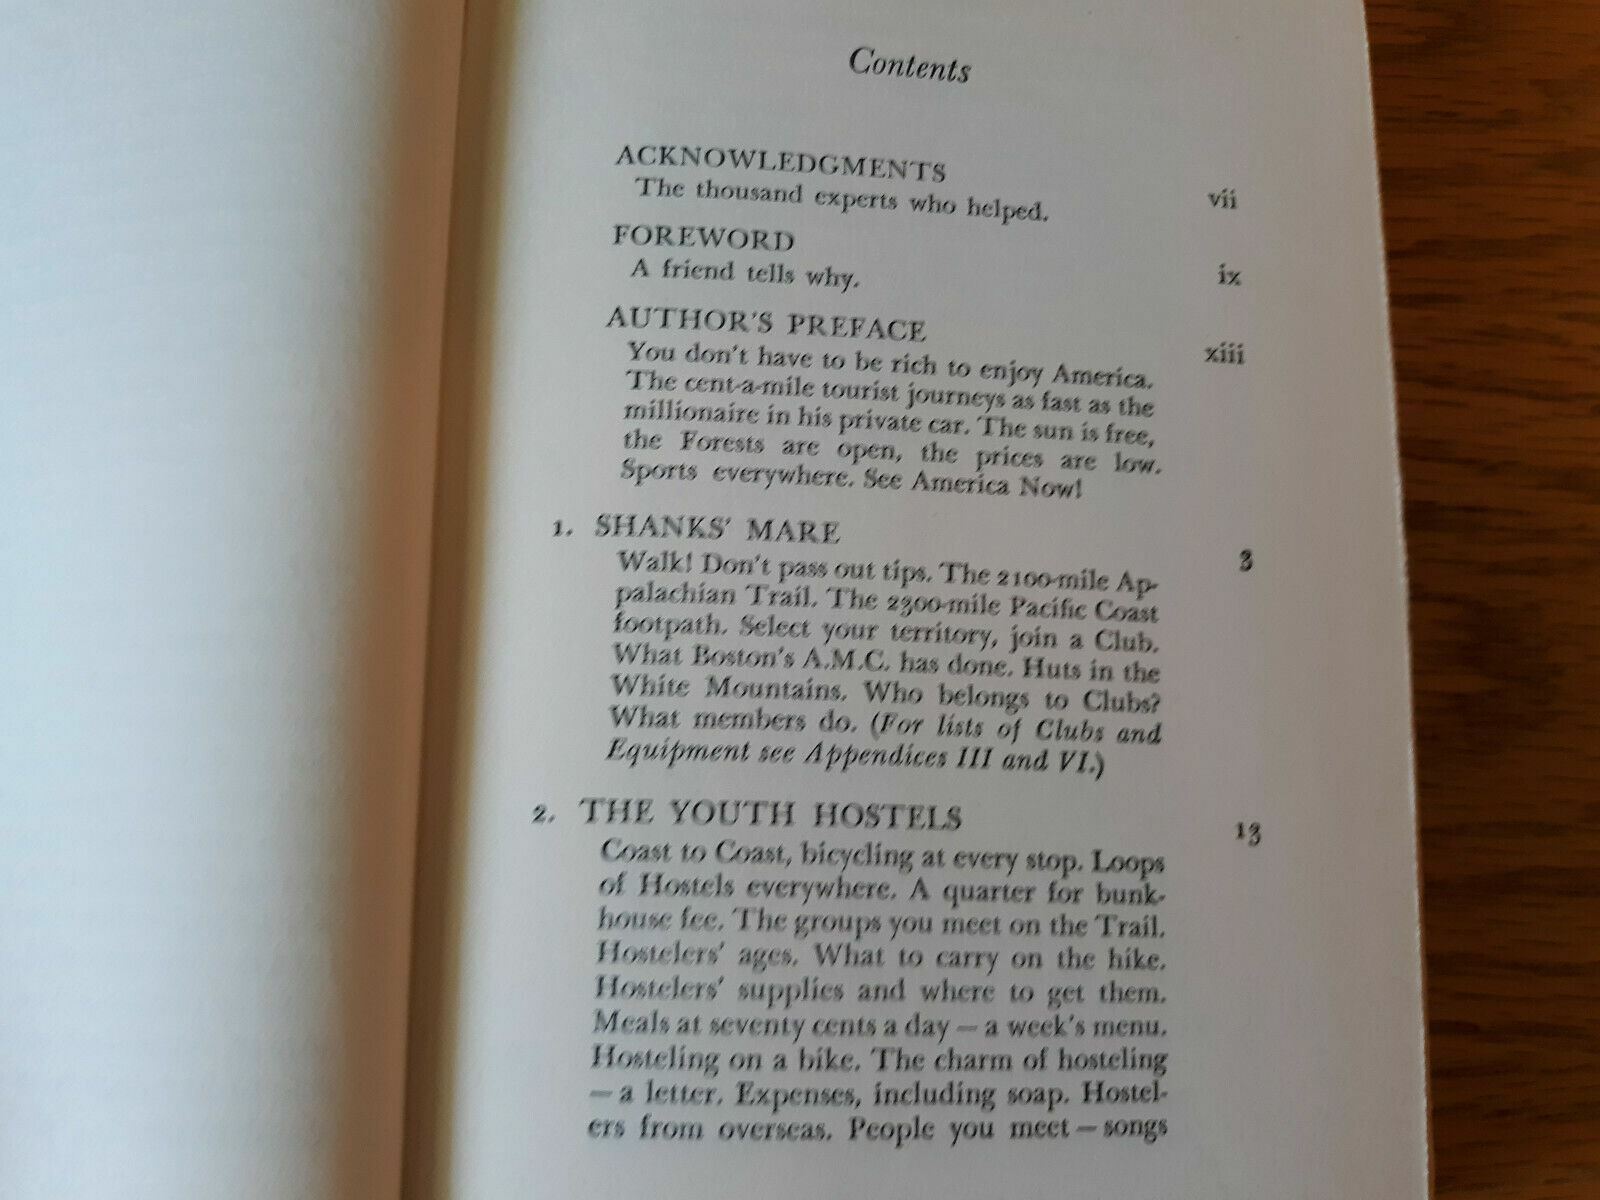 Contents
ACKNOWLEDGMENTS
The thousand experts who helped. vii
FOREWORD
A friend tells why. ix
AUTHOR'S PREFACE
You don't have to be rich to enjoy America. xiii
The cent-a-mile tourist journeys as fast as the
millionaire in his private car. The sun is free,
the Forests are open, the prices are low.
Sports everywhere. See America Now!
1. SHANKS' MARE
Walk! Don't pass out tips. The 2100-mile Ap- 3
palachian Trail. The 2300-mile Pacific Coast
footpath. Select your territory, join a Club.
What Boston's A.M.C. has done. Huts in the
White Mountains. Who belongs to Clubs?
What members do. (For lists of Clubs and
Equipment see Appendices III and VI.)
2. THE YOUTH HOSTELS
Coast to Coast, bicycling at every stop. Loops 13
of Hostels everywhere. A quarter for bunk-
house fee. The groups you meet on the Trail.
Hostelers' ages. What to carry on the hike.
Hostelers' supplies and where to get them.
Meals at seventy cents a day — a week's menu.
Hosteling on a bike. The charm of hosteling
— a letter. Expenses, including soap. Hostel-
ers from overseas. People you meet — songs